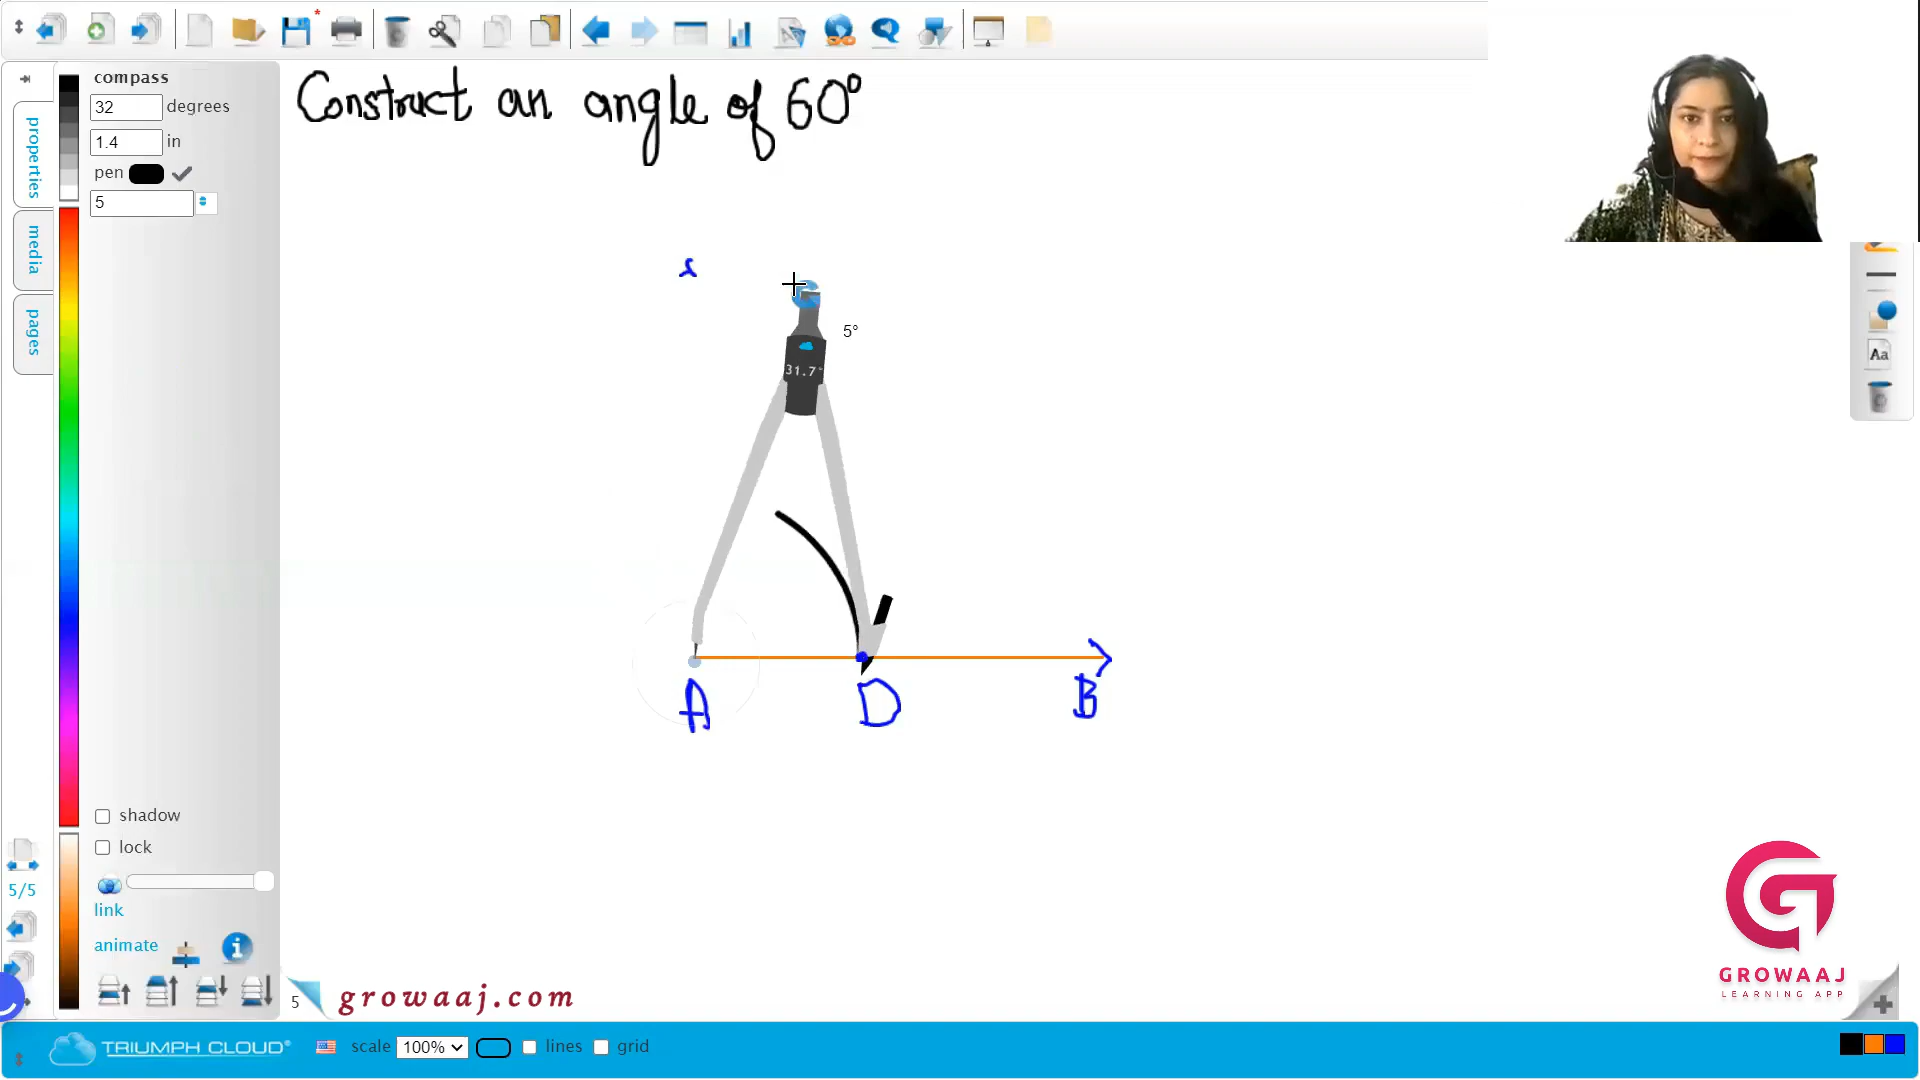 compass
32 degrees
1.4 in
pen
5
properties
media
pages
Construct an angle of 60°
5°
31.7°
A D B
shadow
lock
5/5
link
animate
5
growaaj.com
GROWAAJ
LEARNING APP
TRIUMPH CLOUD
scale 100% lines grid
Aa